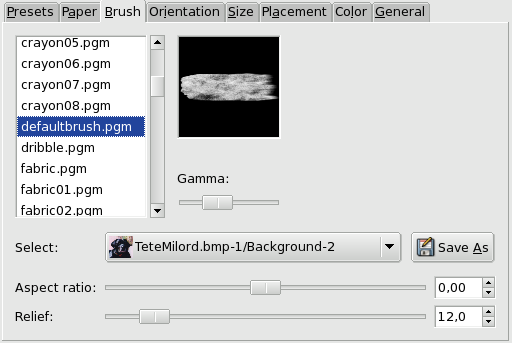 Presets Paper Brush Orientation Size Placement Color General
crayon05.pgm
crayon06.pgm
crayon07.pgm
crayon08.pgm
defaultbrush.pgm
dribble.pgm
fabric.pgm
fabric01.pgm
fabric02.pgm
Gamma:
Select: TeteMilord.bmp-1/Background-2 Save As
Aspect ratio: 0,00
Relief: 12,0